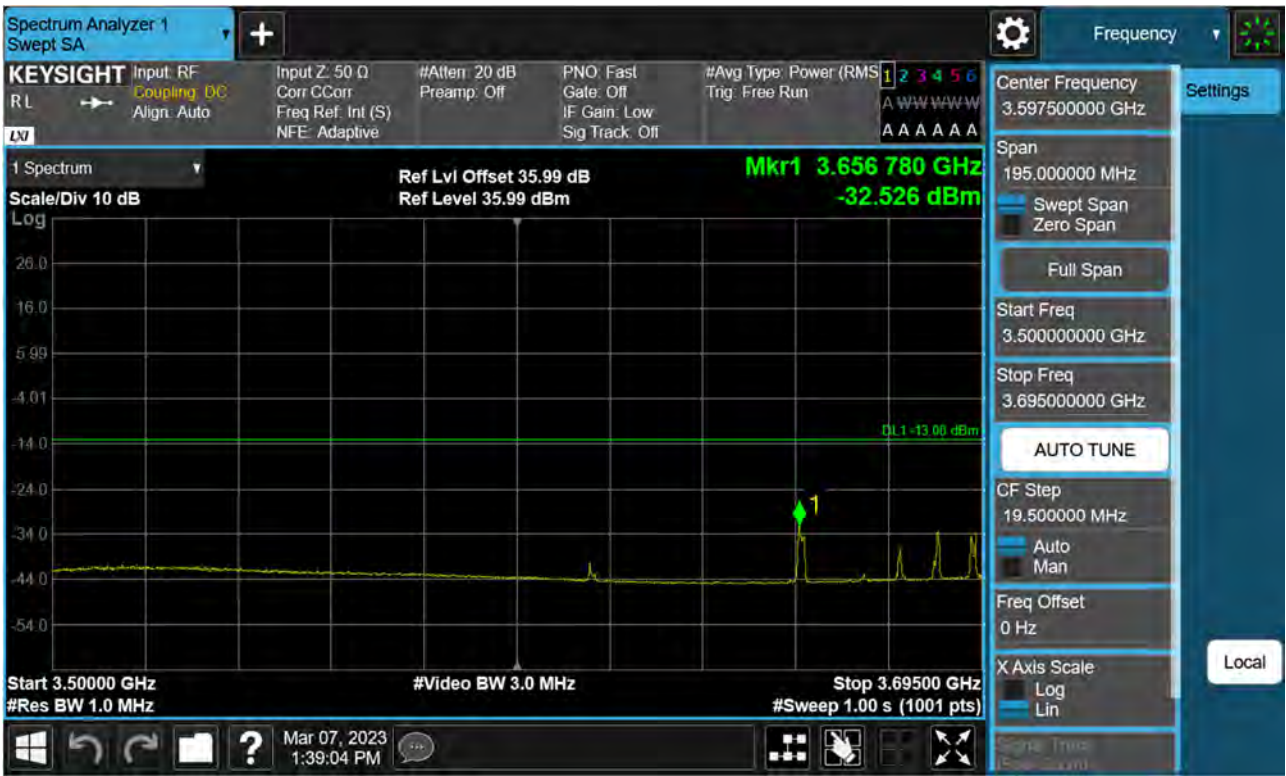 Spectrum Analyzer 1
Swept SA
Frequency
KEYSIGHT
R L
LXI
Input: RF
Coupling: DC
Align: Auto
Input Z: 50 Ω
Corr CCorr
Freq Ref: Int (S)
NFE: Adaptive
#Atten: 20 dB
Preamp: Off
PNO: Fast
Gate: Off
IF Gain: Low
Sig Track: Off
#Avg Type: Power (RMS
Trig: Free Run
1 2 3 4 5 6
A W W W W W
A A A A A A
1 Spectrum
Scale/Div 10 dB
Ref Lvl Offset 35.99 dB
Ref Level 35.99 dBm
Mkr1 3.656 780 GHz
-32.526 dBm
Log
26.0
16.0
5.99
-4.01
-14.0
-24.0
-34.0
-44.0
-54.0
DL1 -13.00 dBm
1
Start 3.50000 GHz
#Res BW 1.0 MHz
#Video BW 3.0 MHz
Stop 3.69500 GHz
#Sweep 1.00 s (1001 pts)
Mar 07, 2023
1:39:04 PM
Center Frequency
3.597500000 GHz
Span
195.000000 MHz
Swept Span
Zero Span
Full Span
Start Freq
3.500000000 GHz
Stop Freq
3.695000000 GHz
AUTO TUNE
CF Step
19.500000 MHz
Auto
Man
Freq Offset
0 Hz
X Axis Scale
Log
Lin
Settings
Local